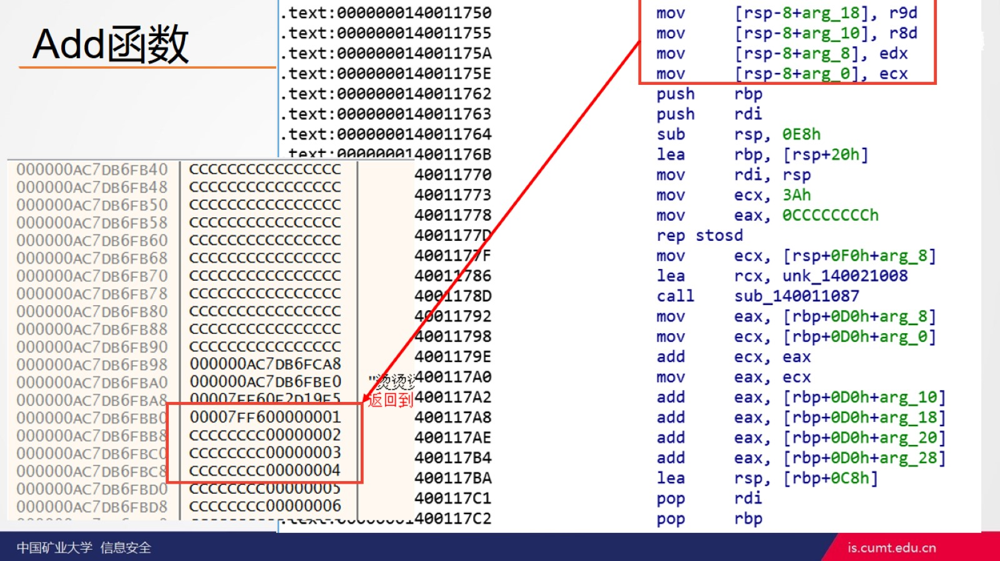 Add函数
.text:0000000140011750 mov [rsp-8+arg_18], r9d
.text:0000000140011755 mov [rsp-8+arg_10], r8d
.text:000000014001175A mov [rsp-8+arg_8], edx
.text:000000014001175E mov [rsp-8+arg_0], ecx
.text:0000000140011762 push rbp
.text:0000000140011763 push rdi
.text:0000000140011764 sub rsp, 0E8h
.text:000000014001176B lea rbp, [rsp+20h]
40011770 mov rdi, rsp
40011773 mov ecx, 3Ah
40011778 mov eax, 0CCCCCCCCh
4001177D rep stosd
4001177F mov ecx, [rsp+0F0h+arg_8]
40011786 lea rcx, unk_140021008
4001178D call sub_140011087
40011792 mov eax, [rbp+0D0h+arg_8]
40011798 mov ecx, [rbp+0D0h+arg_0]
4001179E add ecx, eax
400117A0 mov eax, ecx
400117A2 add eax, [rbp+0D0h+arg_10]
400117A8 add eax, [rbp+0D0h+arg_18]
400117AE add eax, [rbp+0D0h+arg_20]
400117B4 add eax, [rbp+0D0h+arg_28]
400117BA lea rsp, [rbp+0C8h]
400117C1 pop rdi
400117C2 pop rbp
000000AC7DB6FB40 CCCCCCCCCCCCCCCC
000000AC7DB6FB48 CCCCCCCCCCCCCCCC
000000AC7DB6FB50 CCCCCCCCCCCCCCCC
000000AC7DB6FB58 CCCCCCCCCCCCCCCC
000000AC7DB6FB60 CCCCCCCCCCCCCCCC
000000AC7DB6FB68 CCCCCCCCCCCCCCCC
000000AC7DB6FB70 CCCCCCCCCCCCCCCC
000000AC7DB6FB78 CCCCCCCCCCCCCCCC
000000AC7DB6FB80 CCCCCCCCCCCCCCCC
000000AC7DB6FB88 CCCCCCCCCCCCCCCC
000000AC7DB6FB90 CCCCCCCCCCCCCCCC
000000AC7DB6FB98 000000AC7DB6FCA8
000000AC7DB6FBA0 000000AC7DB6FBE0 "烫烫
000000AC7DB6FBA8 00007FF60F2D19F5 返回到
000000AC7DB6FBB0 00007FF600000001
000000AC7DB6FBB8 CCCCCCCC00000002
000000AC7DB6FBC0 CCCCCCCC00000003
000000AC7DB6FBC8 CCCCCCCC00000004
000000AC7DB6FBD0 CCCCCCCC00000005
000000AC7DB6FBD8 CCCCCCCC00000006
中国矿业大学 信息安全
is.cumt.edu.cn